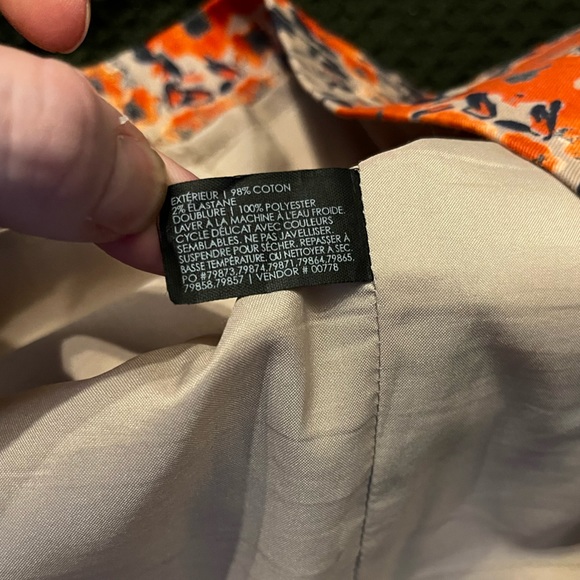 EXTÉRIEUR | 98% COTON
2% ÉLASTANE
DOUBLURE | 100% POLYESTER
LAVER À LA MACHINE À L'EAU FROIDE.
CYCLE DÉLICAT AVEC COULEURS
SEMBLABLES. NE PAS JAVELLISER.
SUSPENDRE POUR SÉCHER. REPASSER À
BASSE TEMPÉRATURE. OU NETTOYER À SEC.
PO #79873,79874,79871,79864,79865,
79858,79857 | VENDOR # 00778